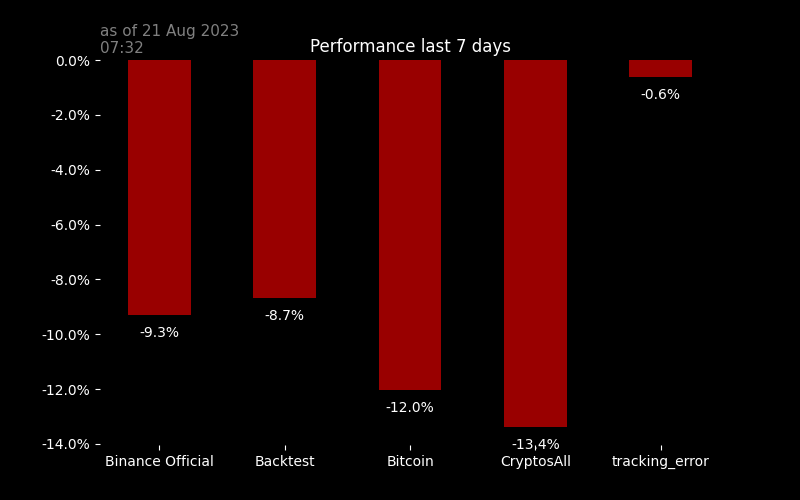 as of 21 Aug 2023
07:32
Performance last 7 days
0.0%
-2.0%
-4.0%
-6.0%
-8.0%
-10.0%
-12.0%
-14.0%
-9.3%
-8.7%
-12.0%
-13.4%
-0.6%
Binance Official
Backtest
Bitcoin
CryptosAll
tracking_error